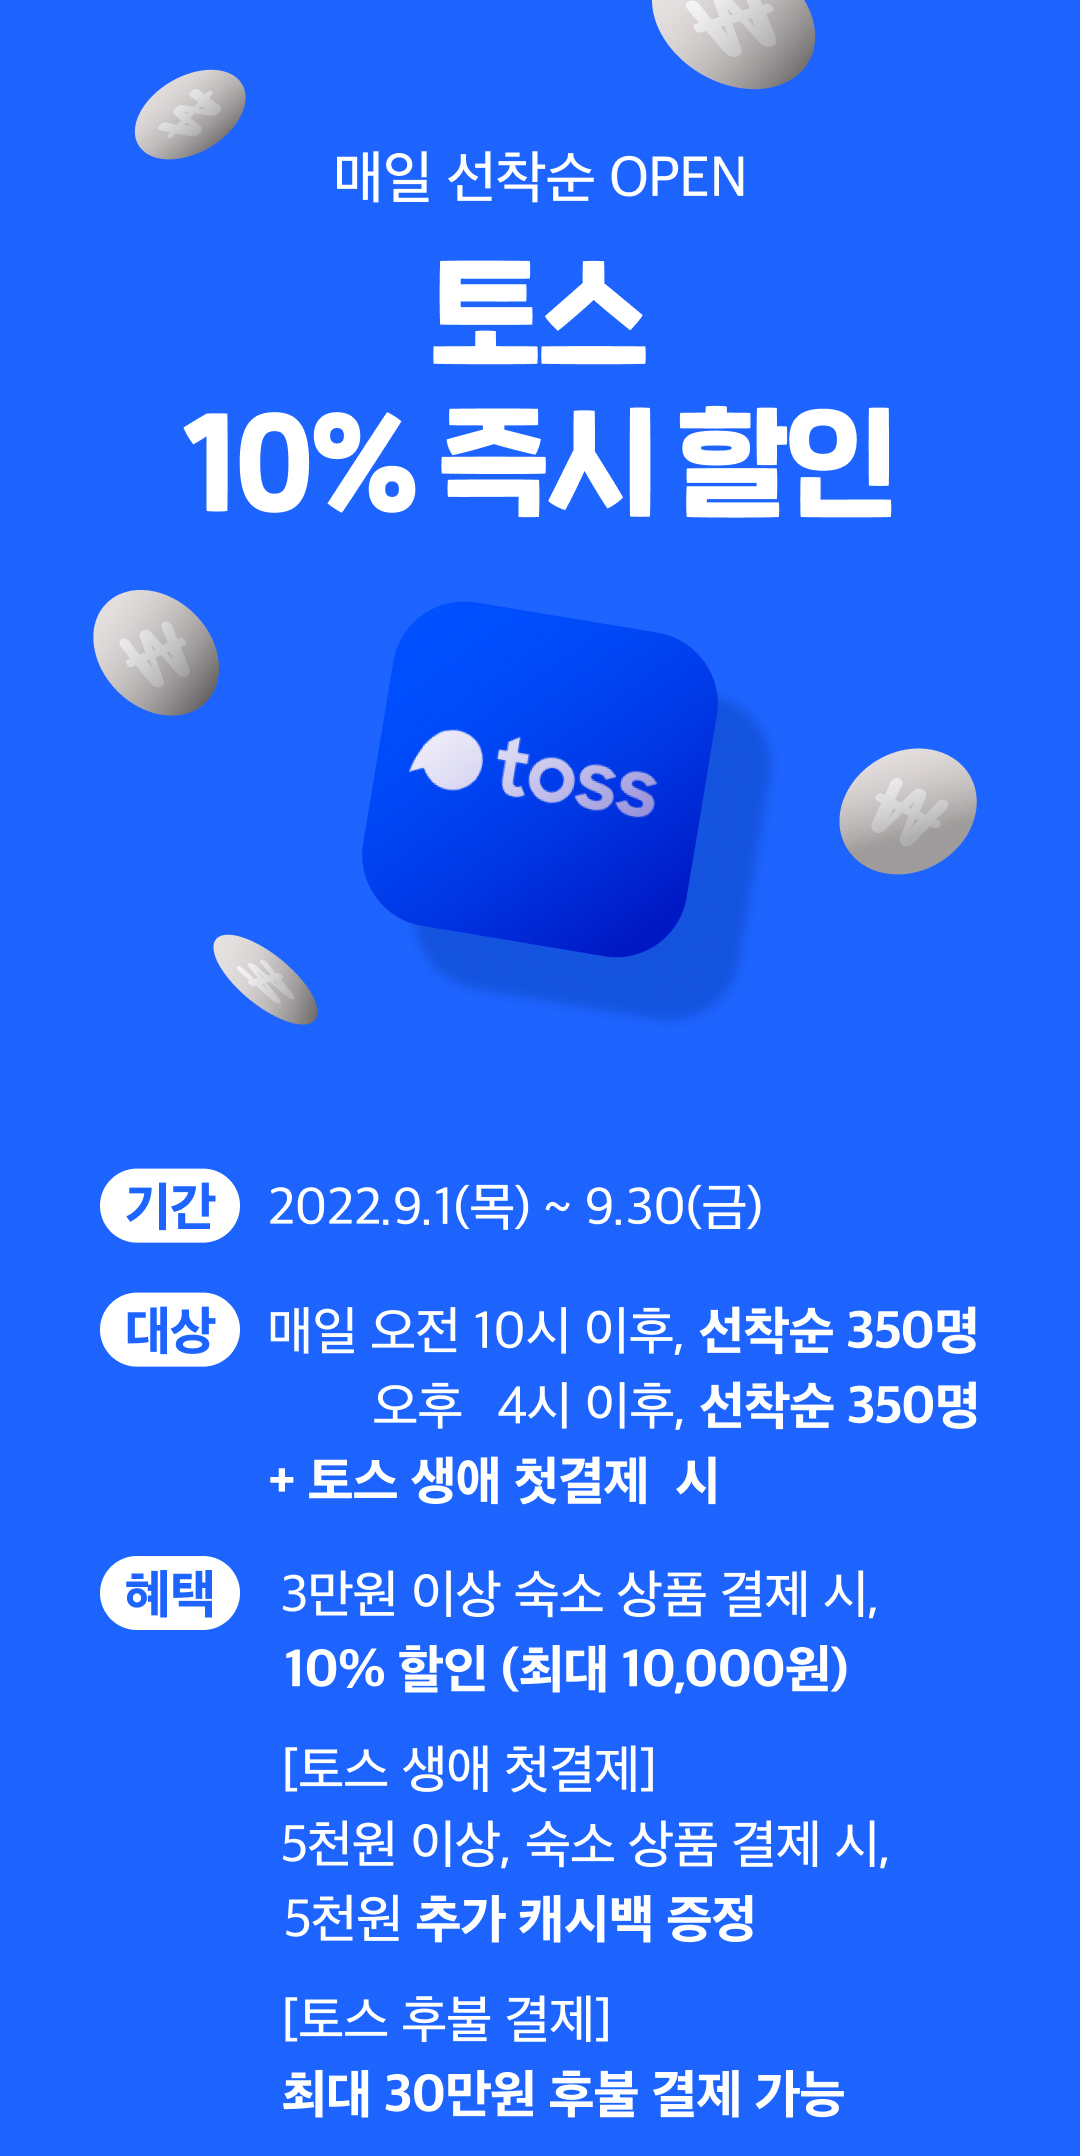 매일 선착순 OPEN
토스
10% 즉시 할인
toss
기간 2022.9.1(목) ~ 9.30(금)
대상 매일 오전 10시 이후, 선착순 350명
오후 4시 이후, 선착순 350명
+ 토스 생애 첫결제 시
혜택 3만원 이상 숙소 상품 결제 시,
10% 할인 (최대 10,000원)
[토스 생애 첫결제]
5천원 이상, 숙소 상품 결제 시,
5천원 추가 캐시백 증정
[토스 후불 결제]
최대 30만원 후불 결제 가능